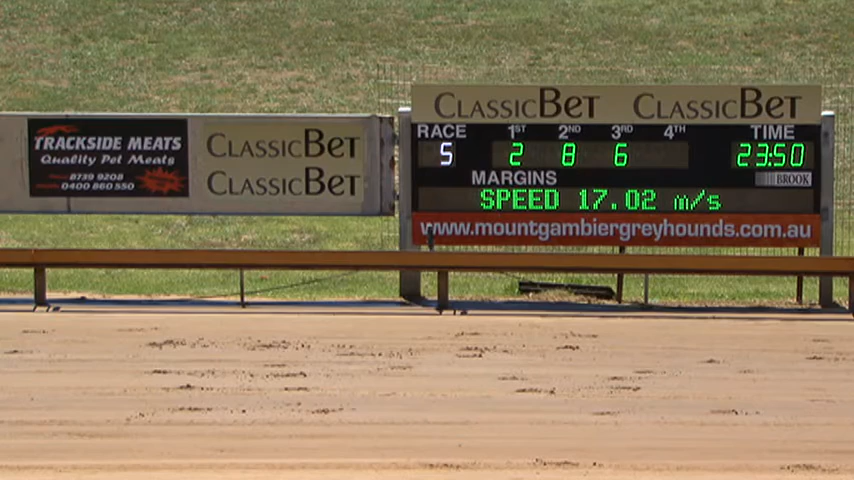 CLASSICBET CLASSICBET
RACE 1ST 2ND 3RD 4TH TIME
5 2 8 6 23:50
MARGINS BROOK
SPEED 17.02 m/s
www.mountgambiergreyhounds.com.au
TRACKSIDE MEATS
Quality Pet Meats
8739 9208
0400 860 550
CLASSICBET
CLASSICBET